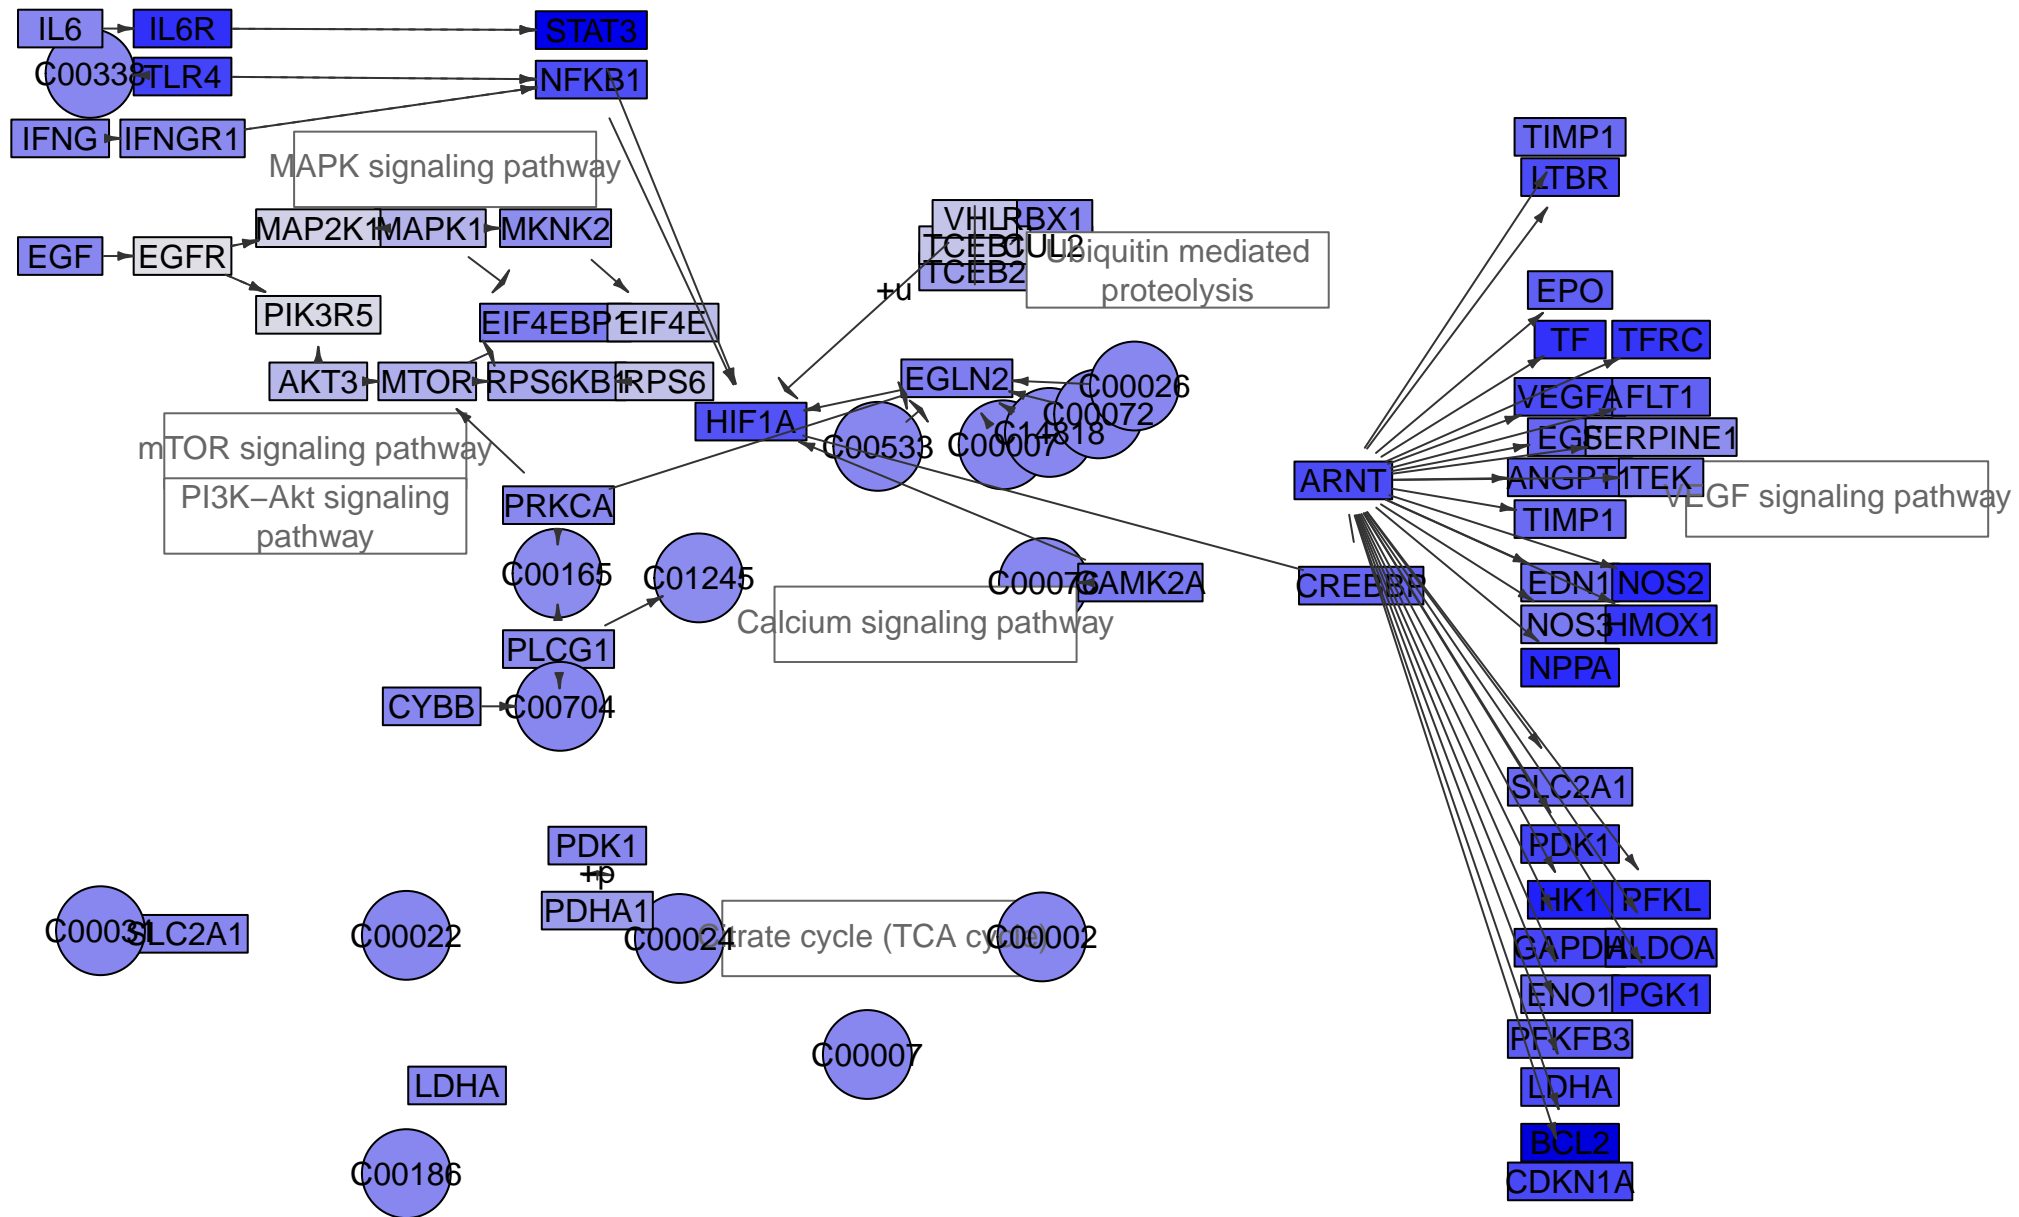 IL6
IL6R
STAT3
C00338
TLR4
NFKB1
IFNG
IFNGR1
TIMP1
MAPK signaling pathway
LTBR
MAP2K1
MAPK1
MKNK2
VHL
RBX1
EGF
EGFR
TCEB1
CUL2
Ubiquitin mediated
proteolysis
TCEB2
+u
EPO
PIK3R5
EIF4EBP1
EIF4E
TF
TFRC
AKT3
MTOR
RPS6KB1
RPS6
EGLN2
C00026
VEGFA
FLT1
HIF1A
C00072
C14818
C00007
C00533
EGF
SERPINE1
mTOR signaling pathway
PI3K–Akt signaling
pathway
ARNT
ANGPT1
TEK
VEGF signaling pathway
PRKCA
TIMP1
C00165
C01245
C00076
CAMK2A
CREBBP
EDN1
NOS2
Calcium signaling pathway
NOS3
HMOX1
PLCG1
NPPA
CYBB
C00704
SLC2A1
PDK1
+p
PDK1
PDHA1
HK1
PFKL
C00031
SLC2A1
C00022
C00024
Citrate cycle (TCA cycle)
C00002
GAPDH
ALDOA
ENO1
PGK1
C00007
PFKFB3
LDHA
LDHA
BCL2
C00186
CDKN1A